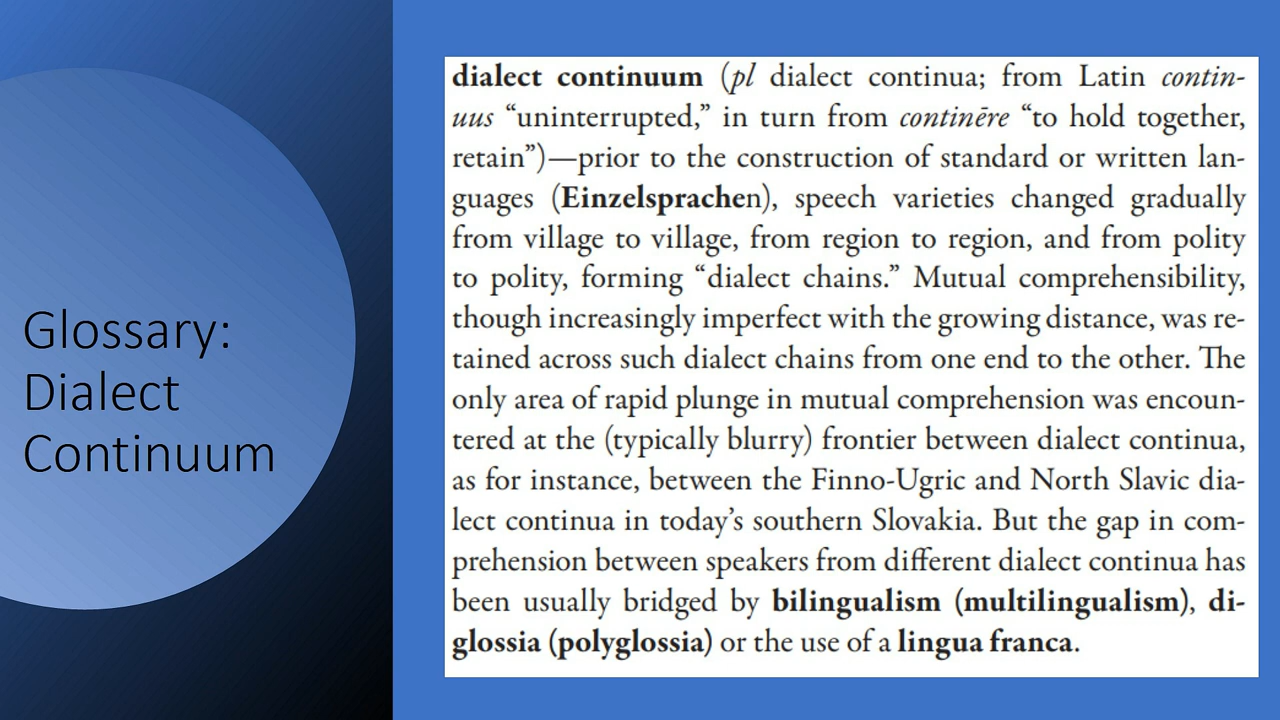 Glossary:
Dialect
Continuum
dialect continuum (pl dialect continua; from Latin contin-
uus “uninterrupted,” in turn from continēre “to hold together,
retain”)—prior to the construction of standard or written lan-
guages (Einzelsprachen), speech varieties changed gradually
from village to village, from region to region, and from polity
to polity, forming “dialect chains.” Mutual comprehensibility,
though increasingly imperfect with the growing distance, was re-
tained across such dialect chains from one end to the other. The
only area of rapid plunge in mutual comprehension was encoun-
tered at the (typically blurry) frontier between dialect continua,
as for instance, between the Finno-Ugric and North Slavic dia-
lect continua in today’s southern Slovakia. But the gap in com-
prehension between speakers from different dialect continua has
been usually bridged by bilingualism (multilingualism), di-
glossia (polyglossia) or the use of a lingua franca.